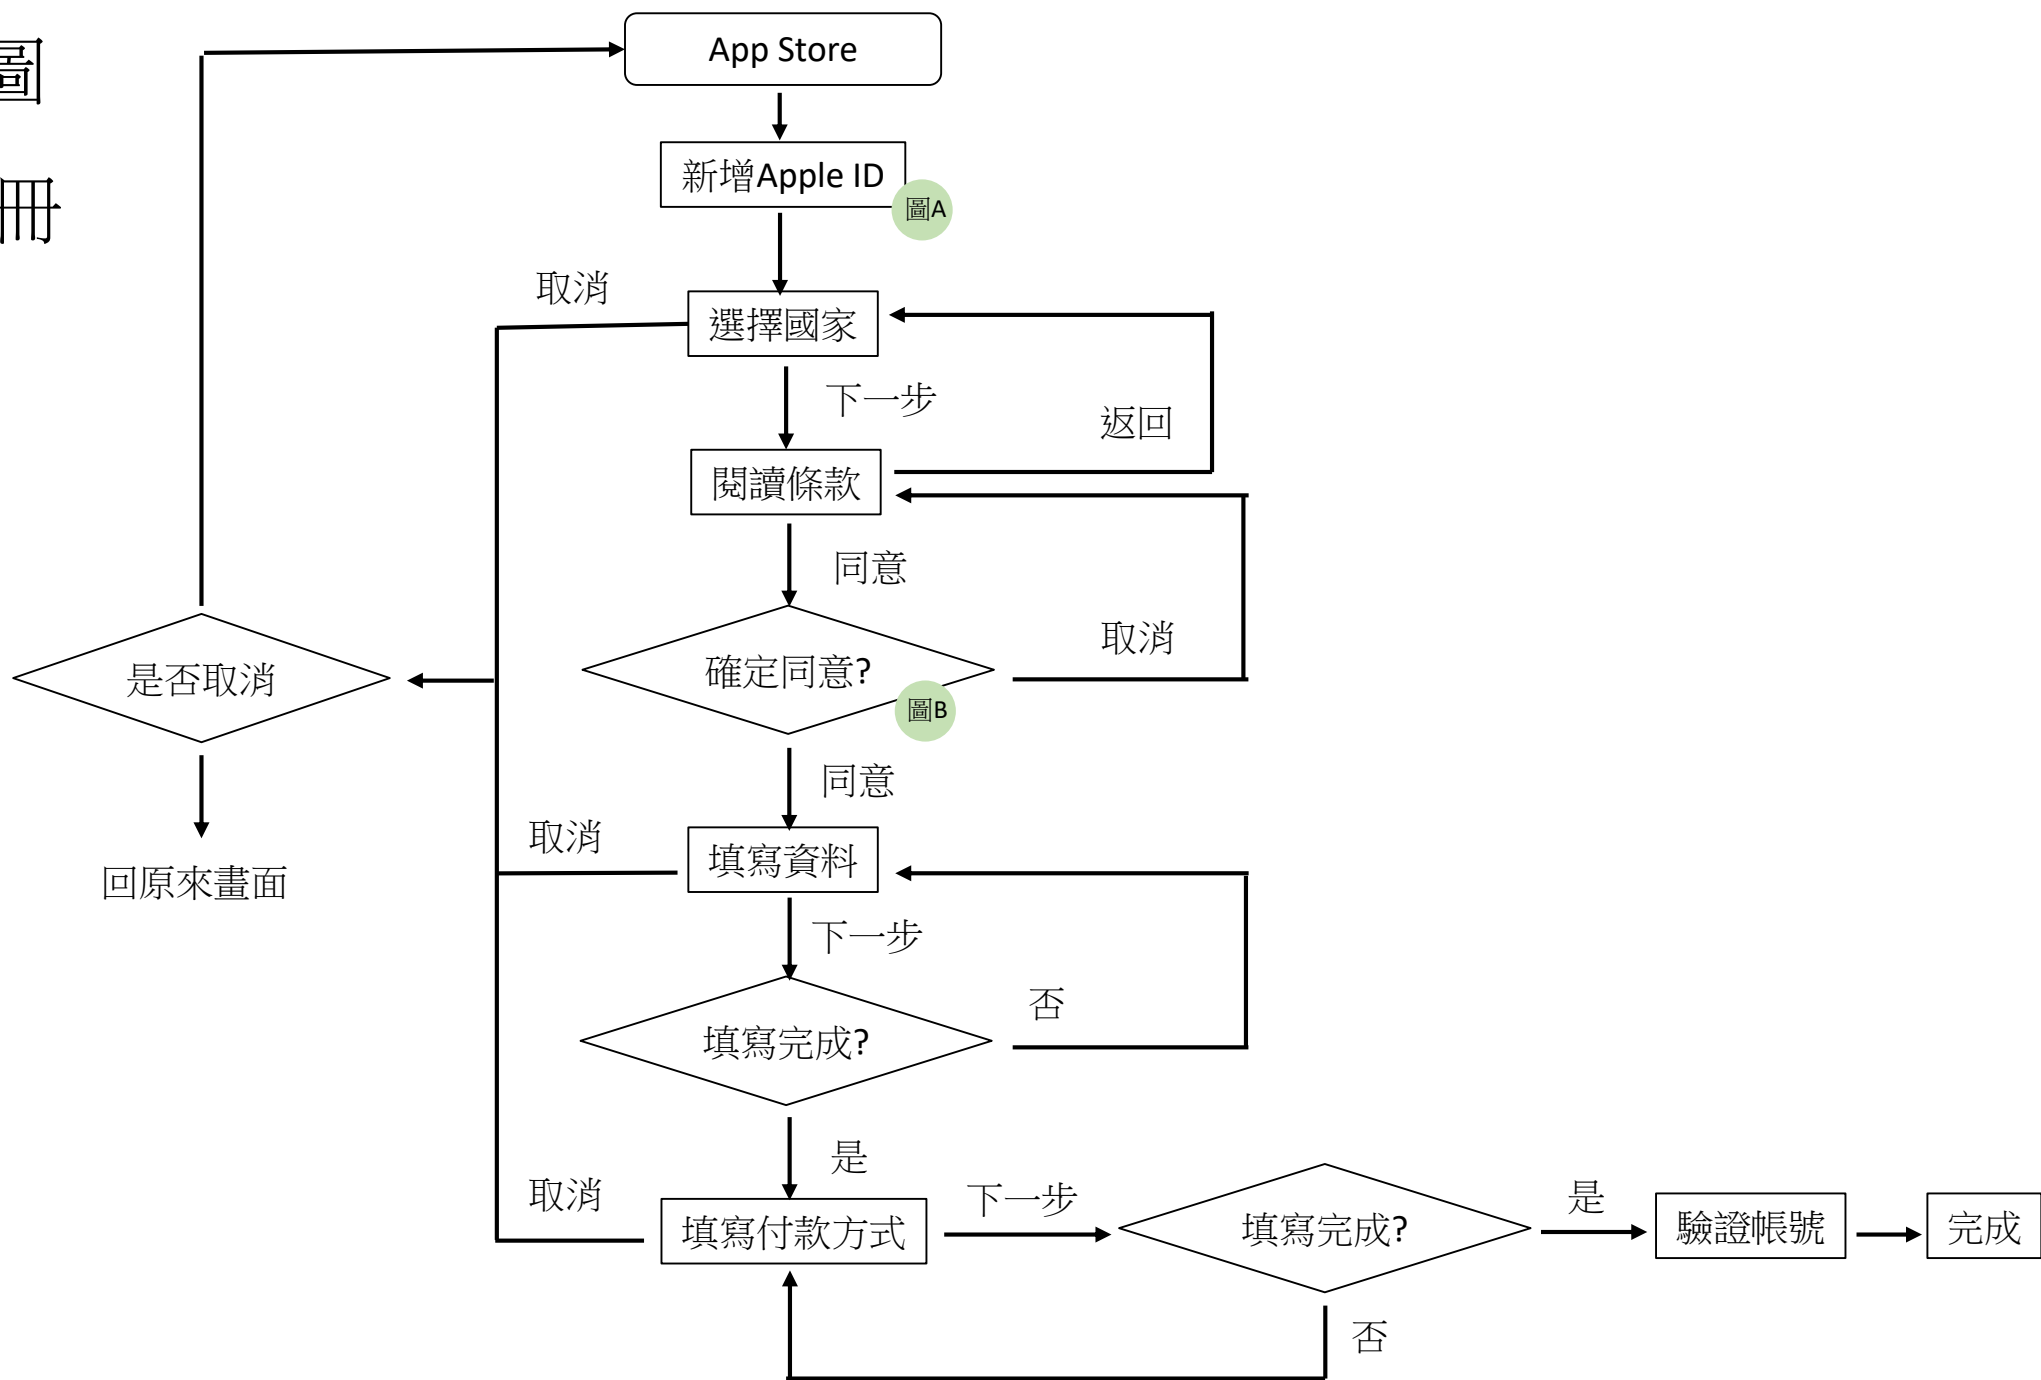 圖
冊
App Store
新增Apple ID
圖A
取消
選擇國家
下一步
返回
閱讀條款
同意
取消
是否取消
確定同意?
圖B
同意
取消
填寫資料
回原來畫面
下一步
否
填寫完成?
是
取消
填寫付款方式
下一步
填寫完成?
是
驗證帳號
完成
否